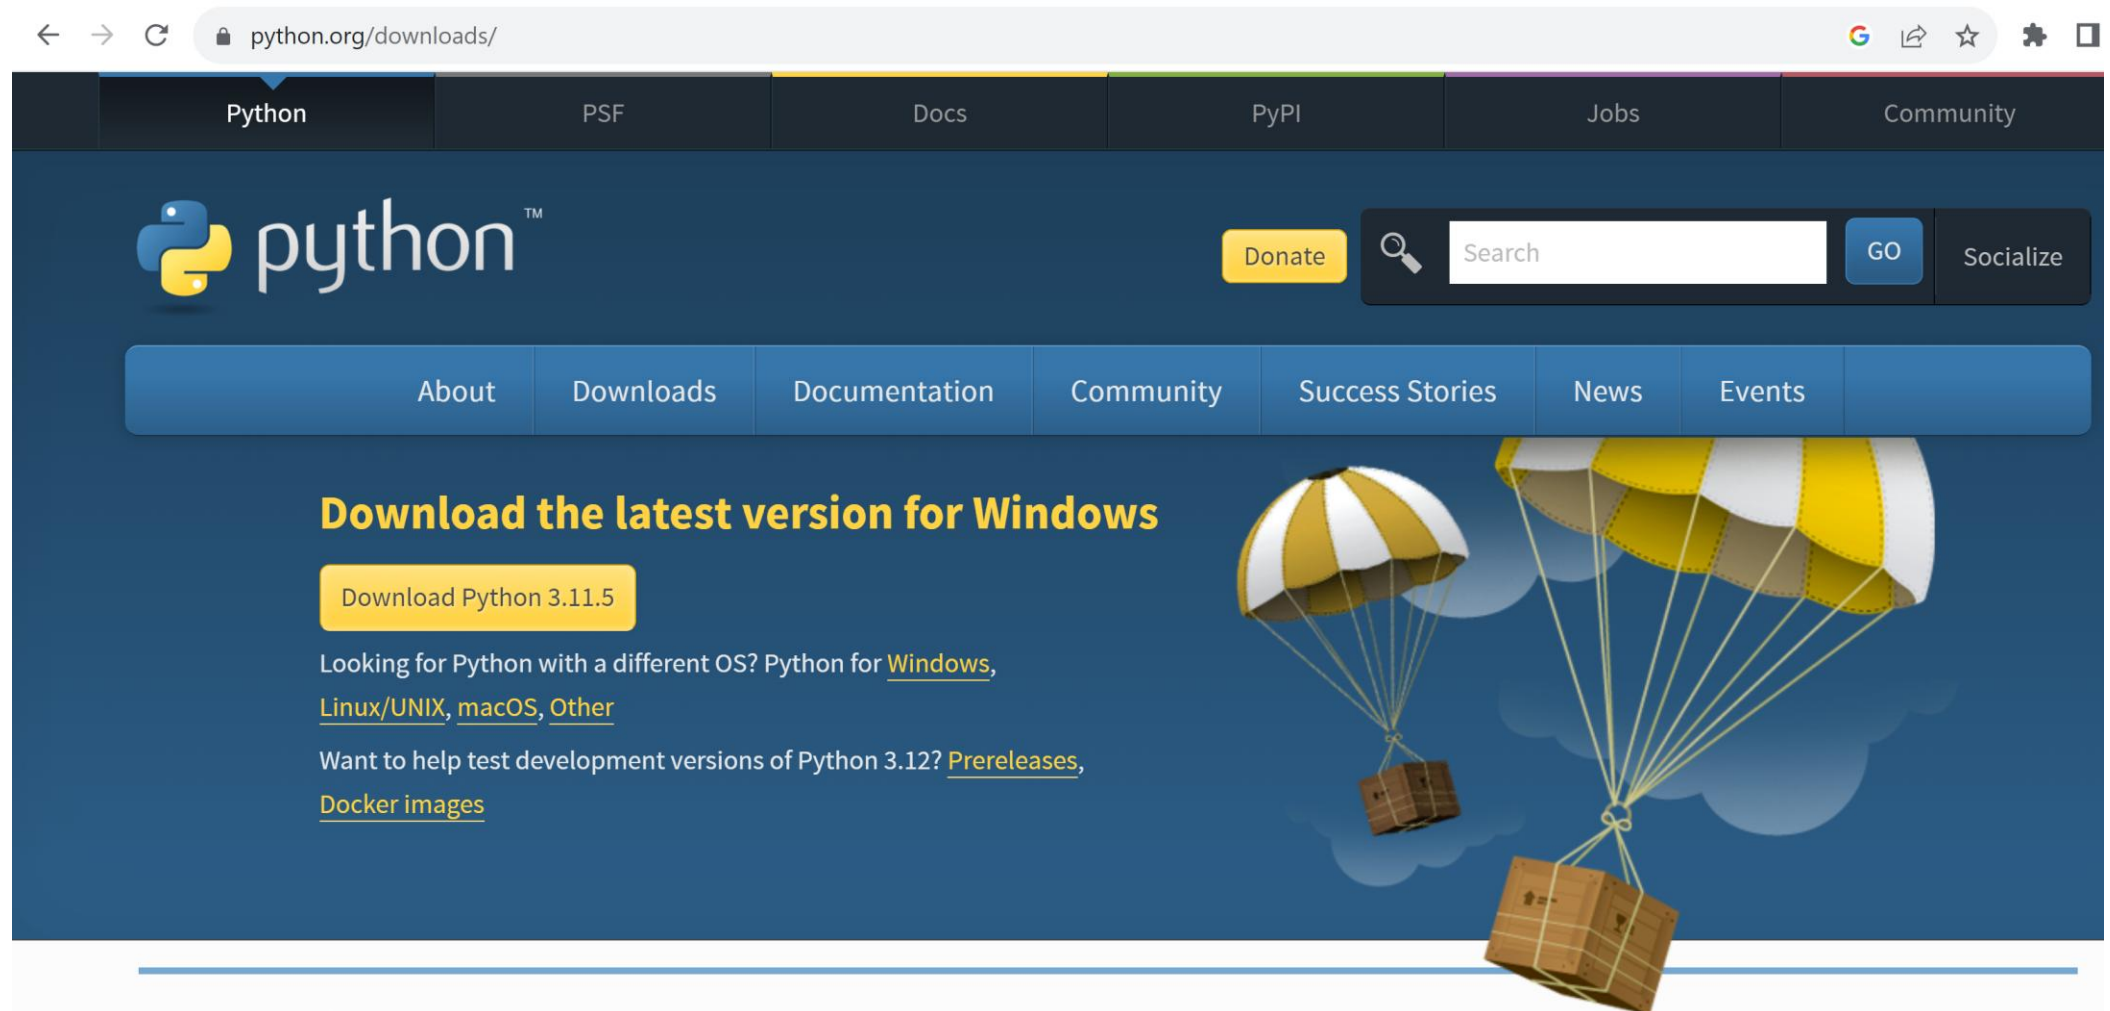 python.org/downloads/
Python PSF Docs PyPI Jobs Community
python™
Donate Search GO Socialize
About Downloads Documentation Community Success Stories News Events
Download the latest version for Windows
Download Python 3.11.5
Looking for Python with a different OS? Python for Windows,
Linux/UNIX, macOS, Other
Want to help test development versions of Python 3.12? Prereleases,
Docker images